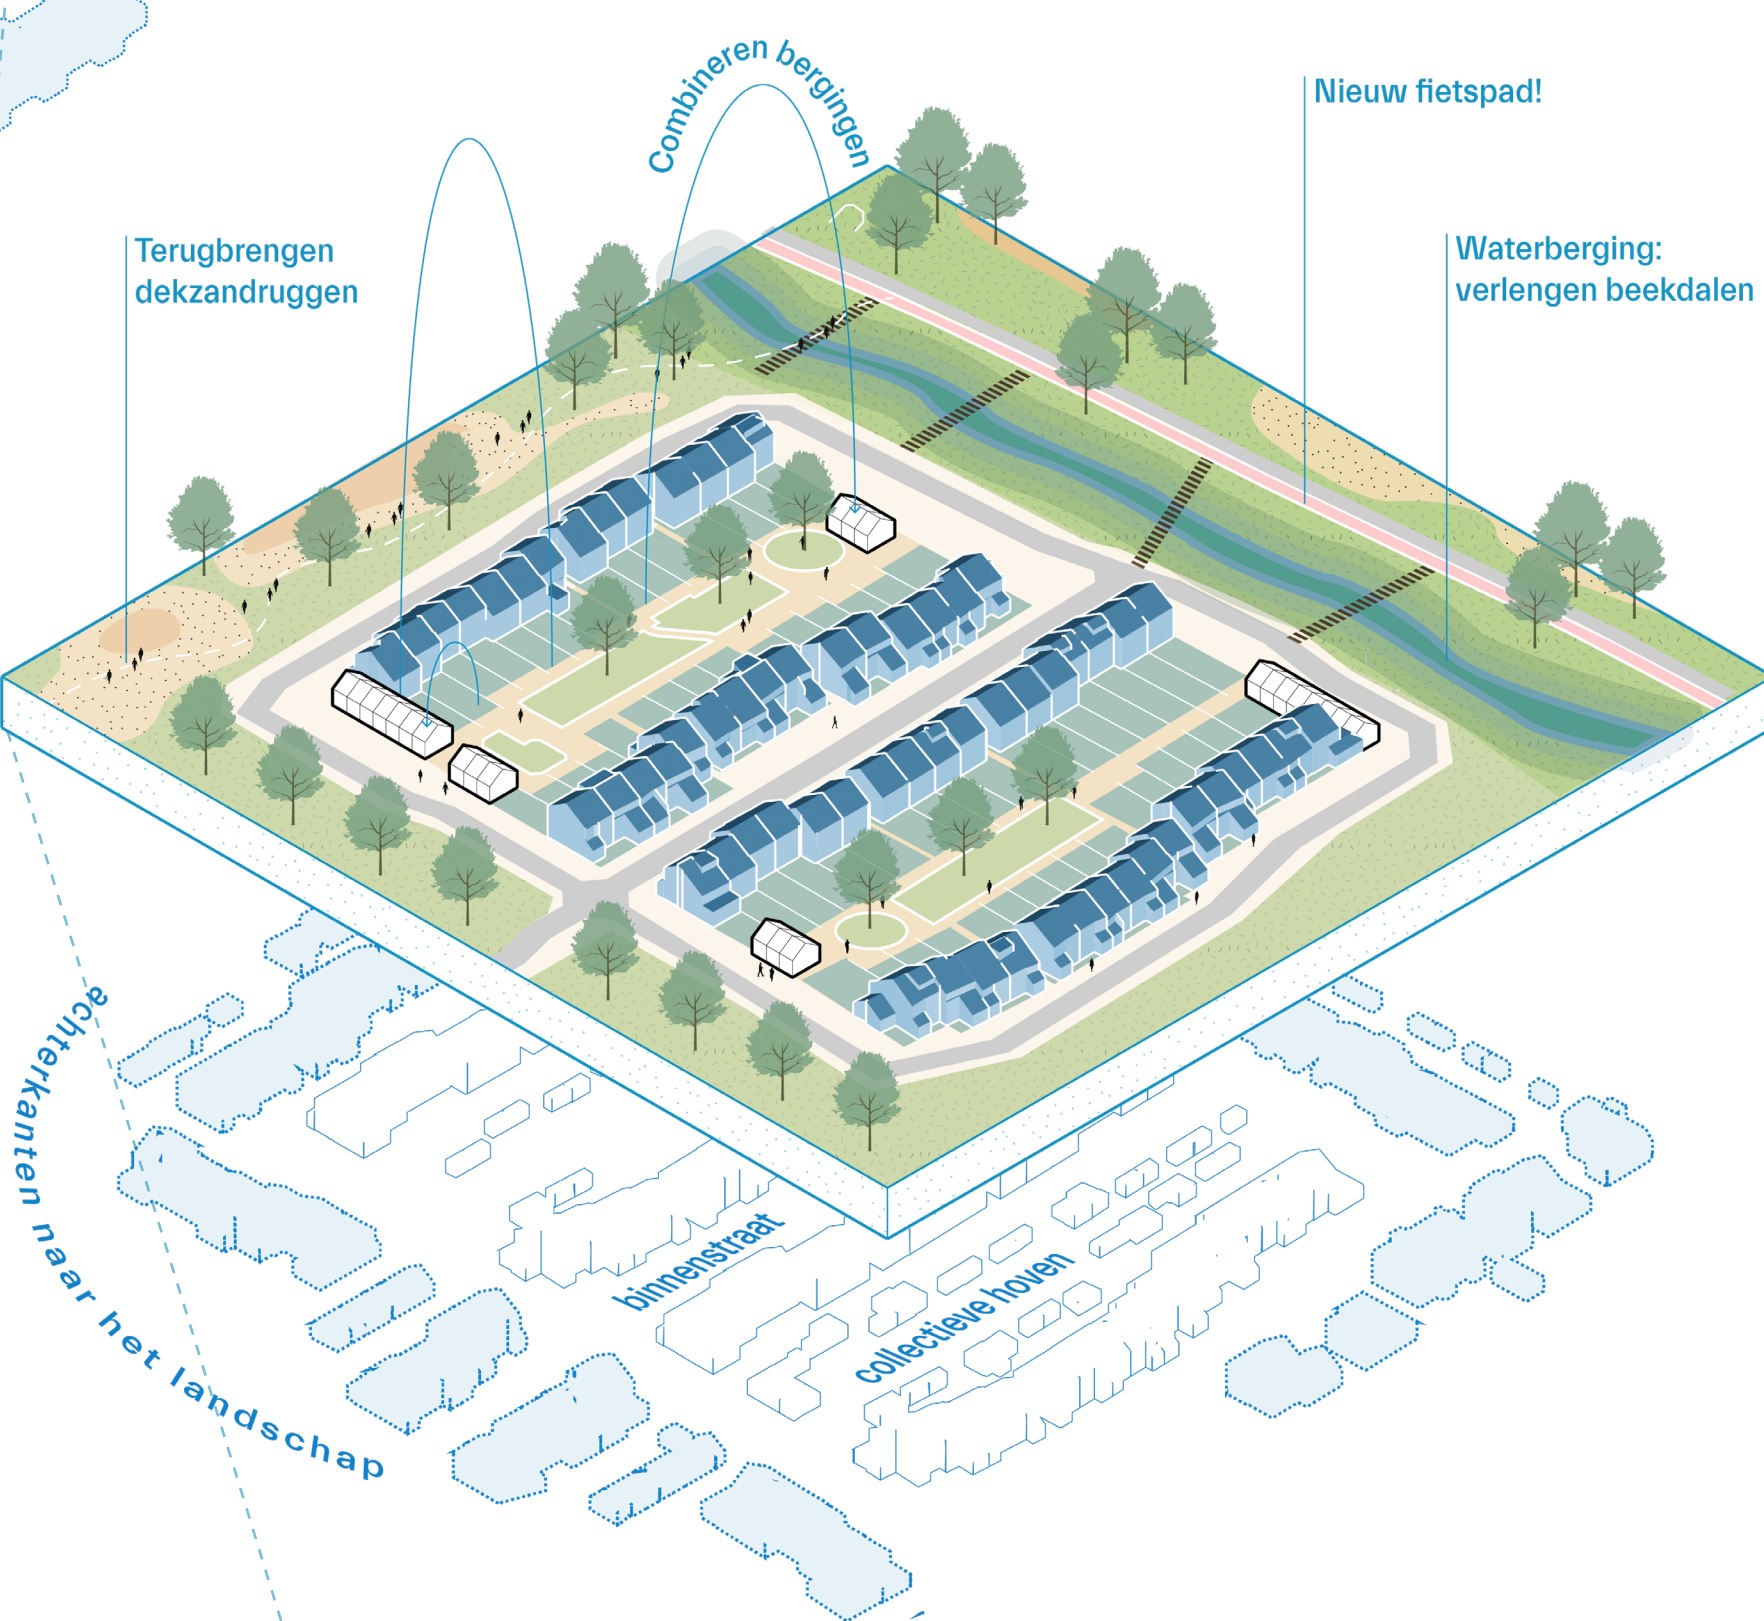 Combineren bergingen
Nieuw fietspad!
Terugbrengen
dekzandruggen
Waterberging:
verlengen beekdalen
achterkanten naar het landschap
binnenstraat
collectieve hoven